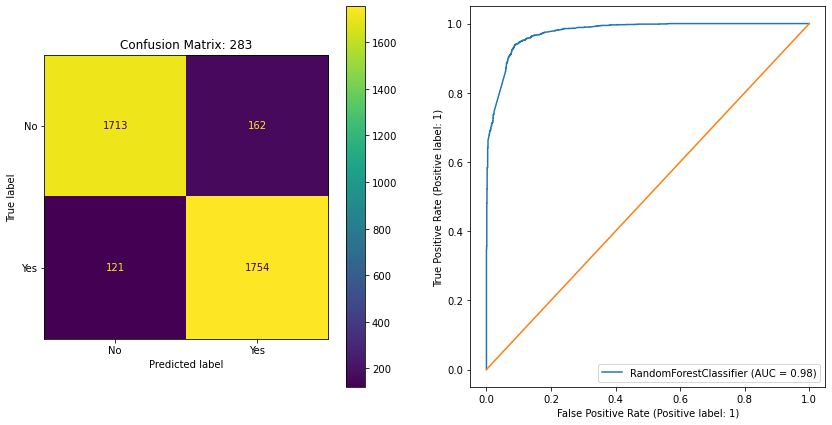 Confusion Matrix: 283
No
Yes
True label
1713
162
121
1754
No
Yes
Predicted label
1600
1400
1200
1000
800
600
400
200
1.0
0.8
0.6
0.4
0.2
0.0
True Positive Rate (Positive label: 1)
RandomForestClassifier (AUC = 0.98)
0.0
0.2
0.4
0.6
0.8
1.0
False Positive Rate (Positive label: 1)